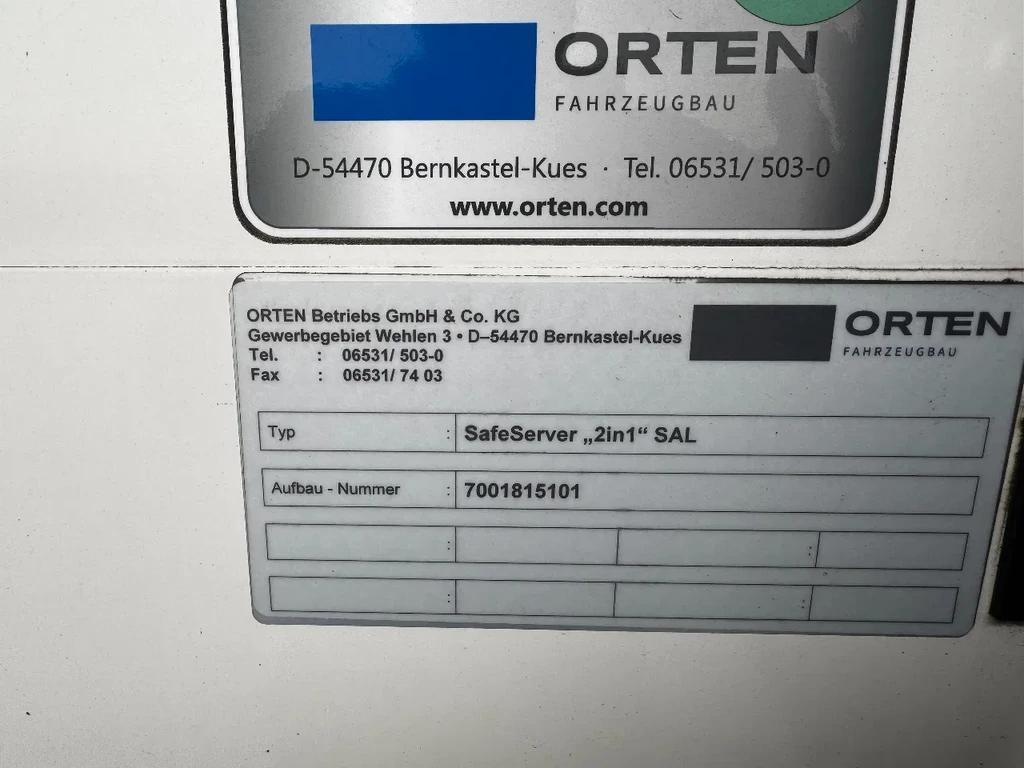 ORTEN
FAHRZEUGBAU
D-54470 Bernkastel-Kues · Tel. 06531/ 503-0
www.orten.com
ORTEN Betriebs GmbH & Co. KG
Gewerbegebiet Wehlen 3 • D–54470 Bernkastel-Kues
Tel. : 06531/ 503-0
Fax : 06531/ 74 03
ORTEN
FAHRZEUGBAU
Typ : SafeServer „2in1“ SAL
Aufbau - Nummer : 7001815101
: :
: :